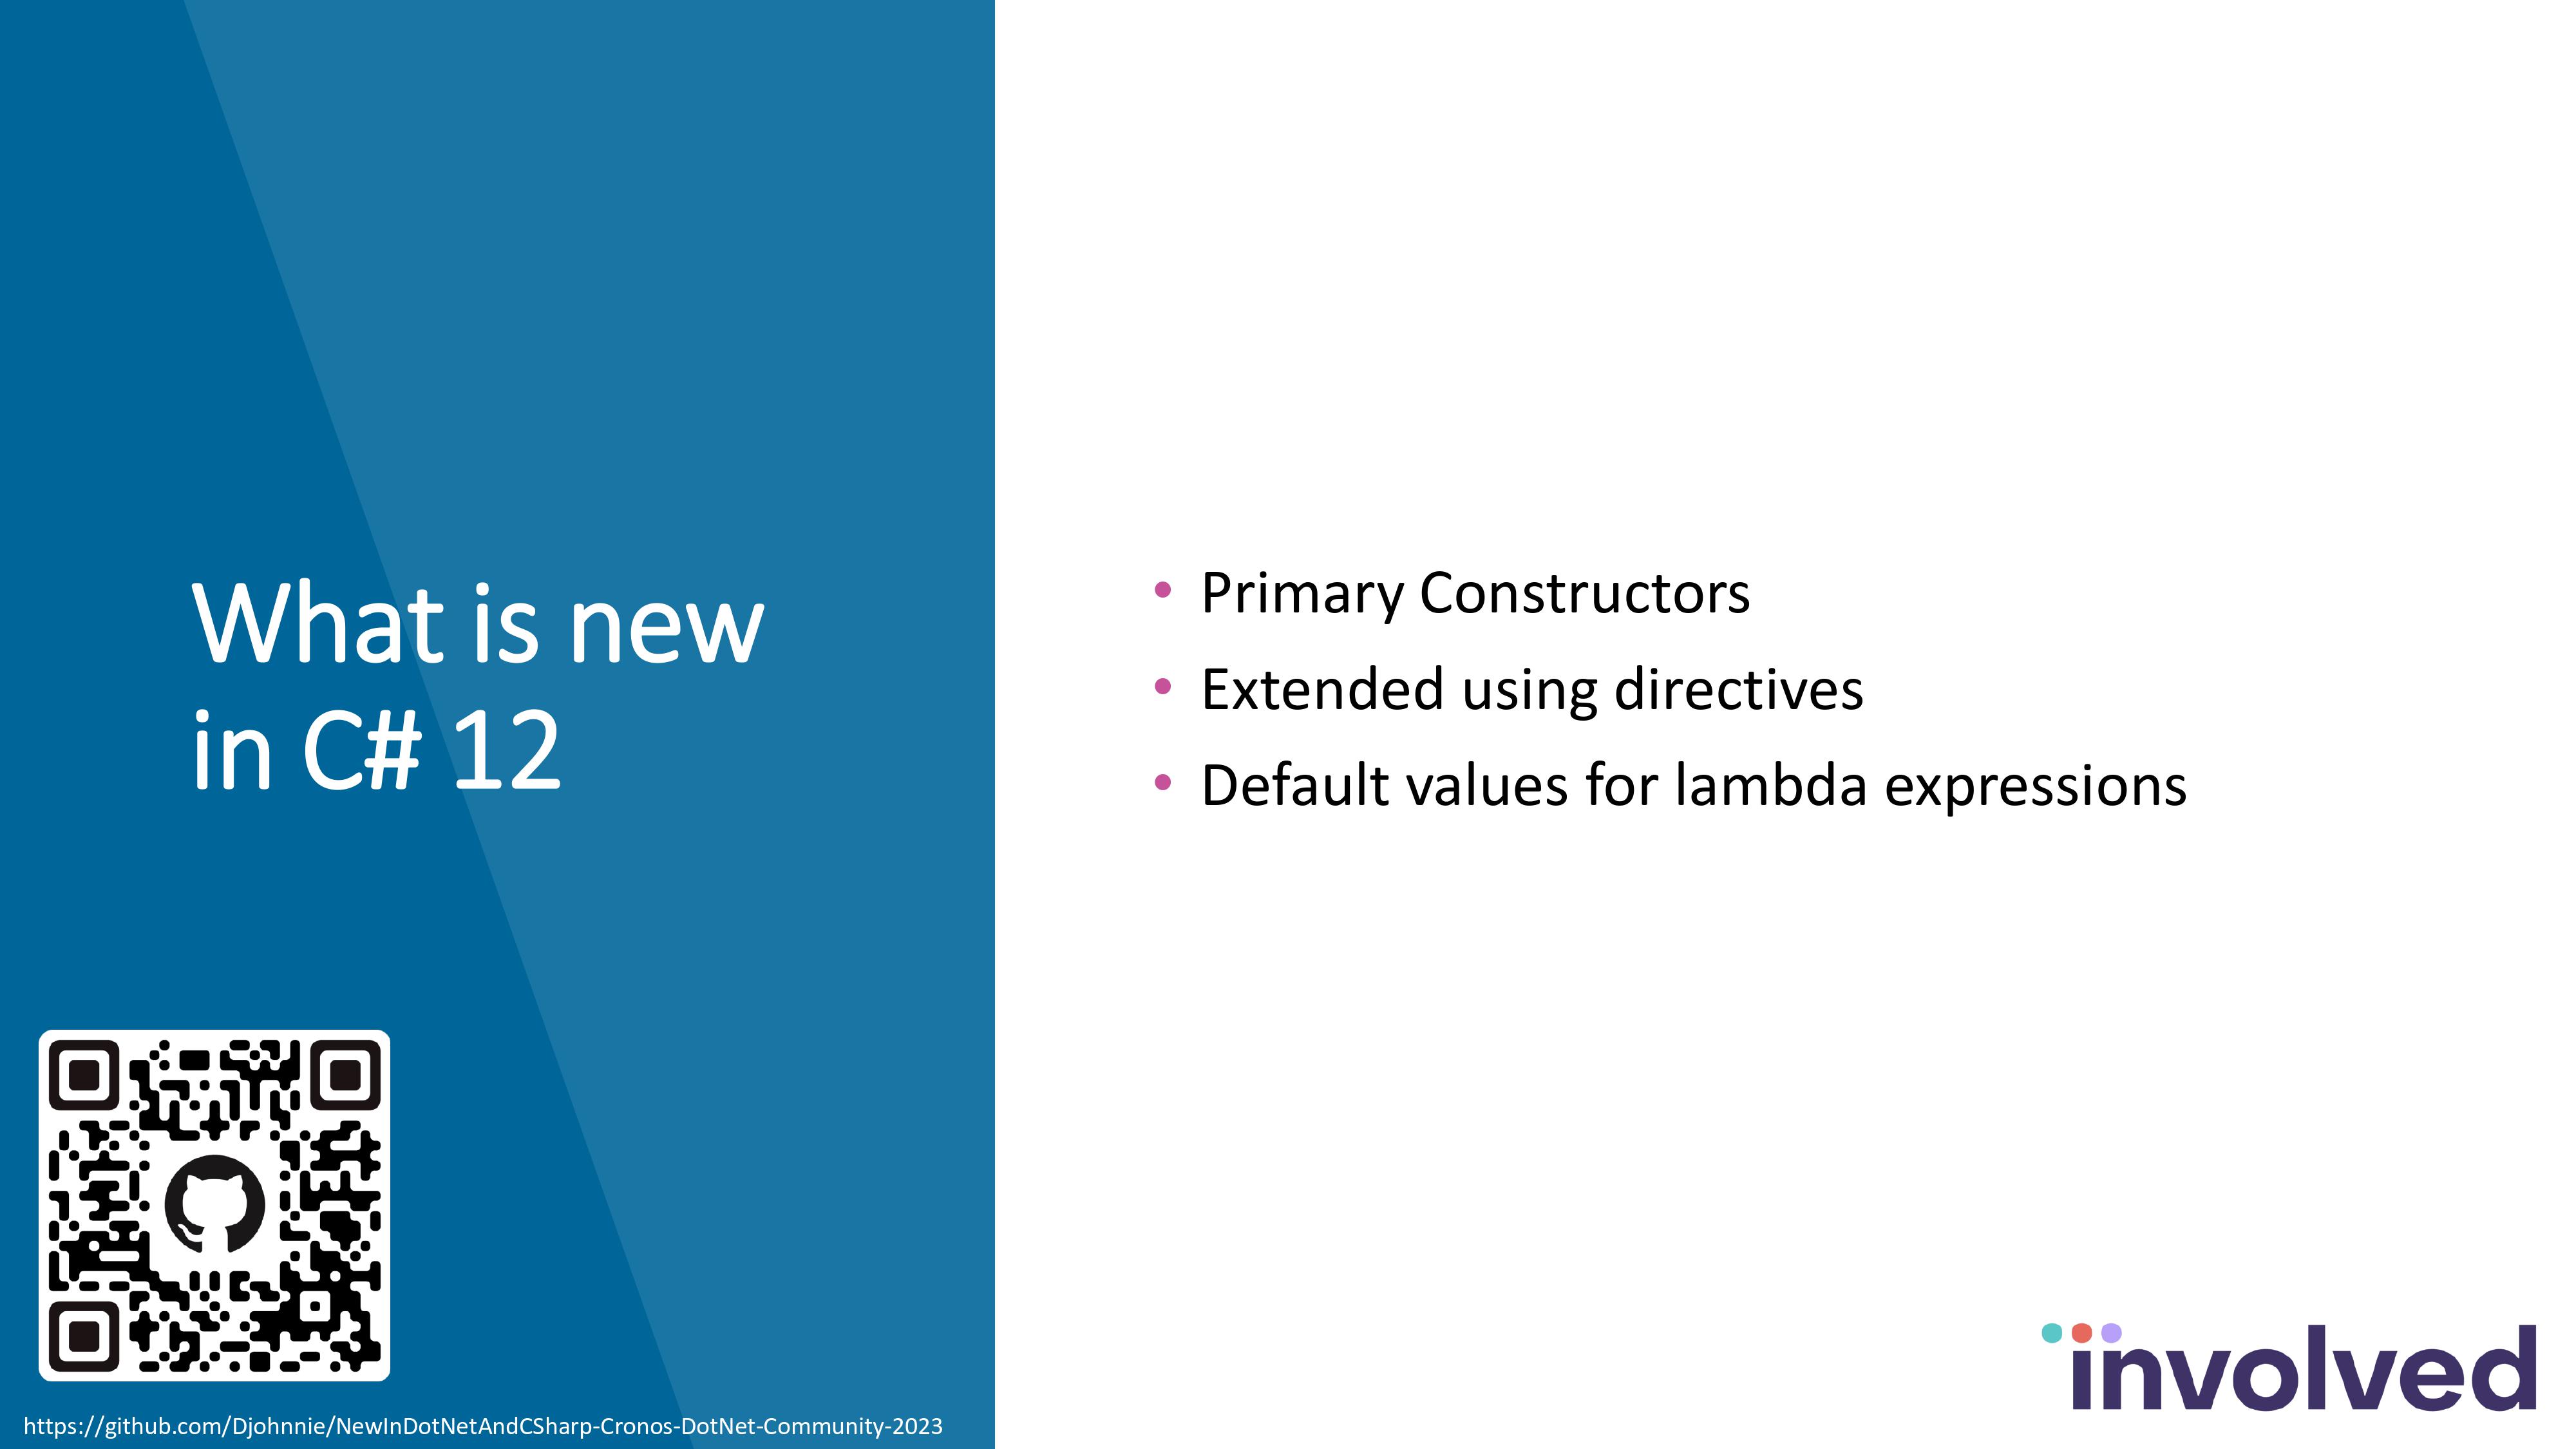 What is new
in C# 12
• Primary Constructors
• Extended using directives
• Default values for lambda expressions
https://github.com/Djohnnie/NewInDotNetAndCSharp-Cronos-DotNet-Community-2023
involved